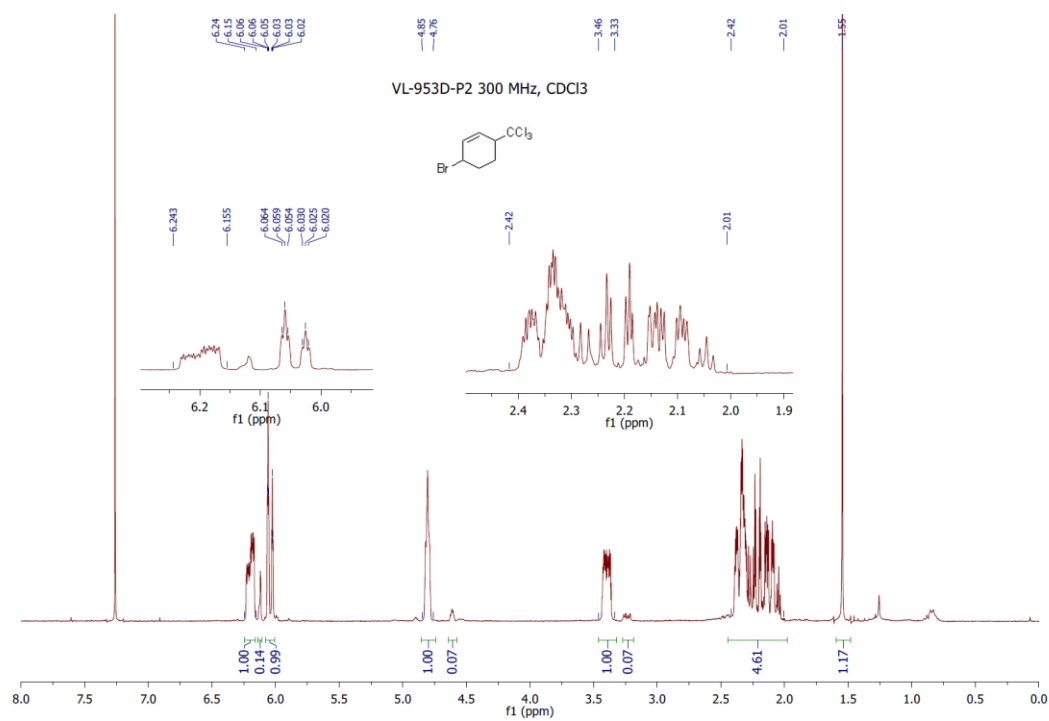 6.24 6.15 6.06 6.06 6.05 6.03 6.03 6.02 4.85 4.76 3.46 3.33 2.42 2.01 1.55
VL-953D-P2 300 MHz, CDCl3
CCl3
Br
6.243 6.155 6.064 6.059 6.054 6.030 6.025 6.020
2.42 2.01
6.2 6.1 6.0
f1 (ppm)
2.4 2.3 2.2 2.1 2.0 1.9
f1 (ppm)
1.00 0.14 0.99 1.00 0.07 1.00 0.07 4.61 1.17
8.0 7.5 7.0 6.5 6.0 5.5 5.0 4.5 4.0 3.5 3.0 2.5 2.0 1.5 1.0 0.5 0.0
f1 (ppm)